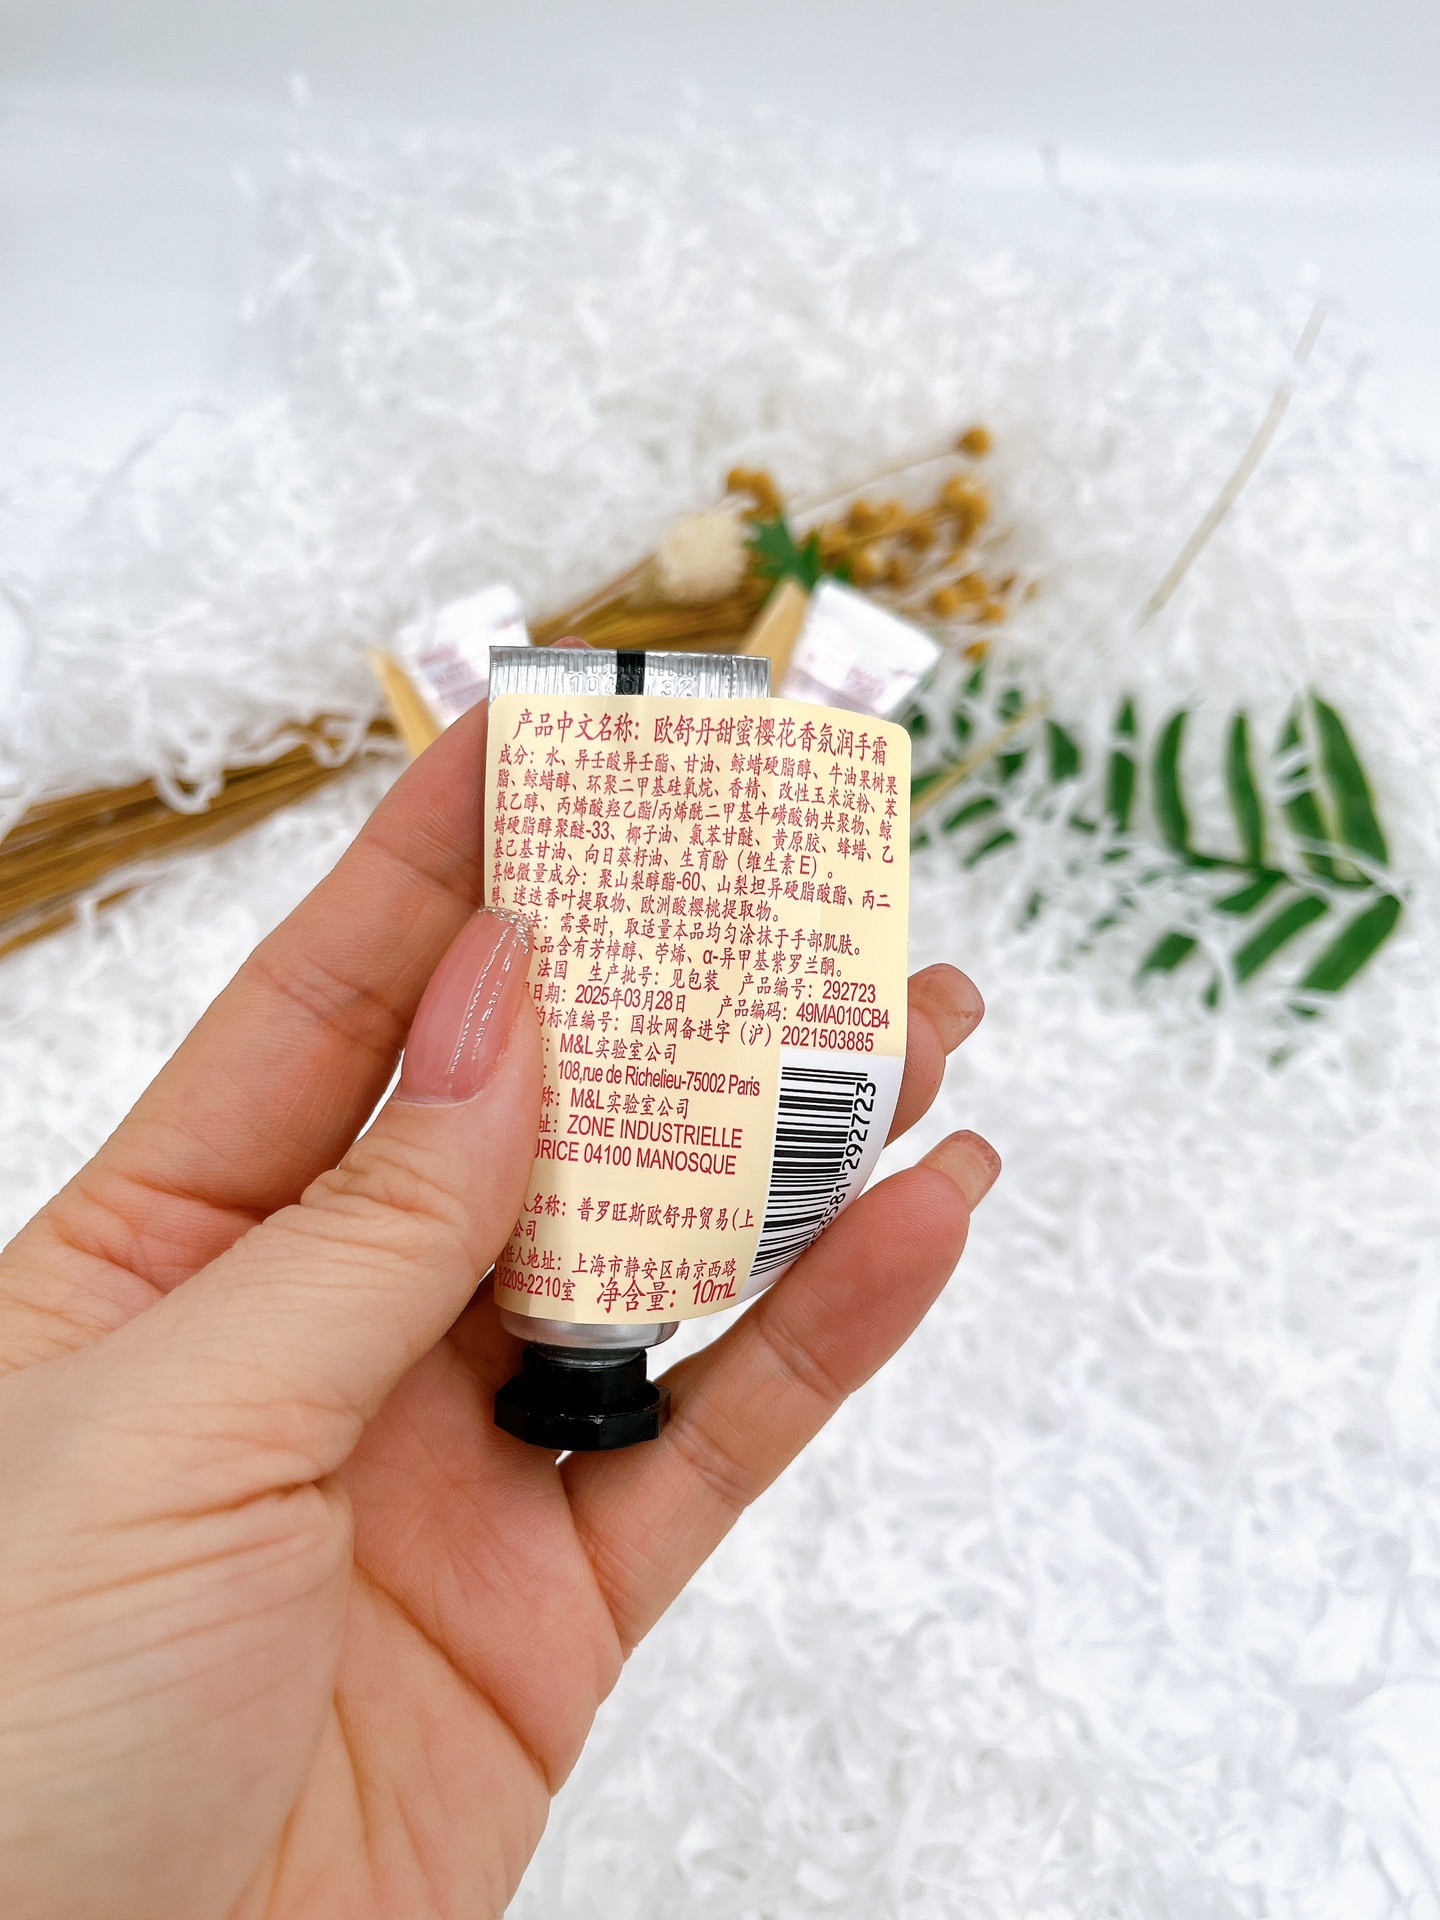 产品中文名称：欧舒丹甜蜜樱花香氛润手霜
成分：水、异壬酸异壬酯、甘油、鲸蜡硬脂醇、牛油果树果
脂、鲸蜡醇、环聚二甲基硅氧烷、香精、改性玉米淀粉、苯
氧乙醇、丙烯酸羟乙酯/丙烯酰二甲基牛磺酸钠共聚物、鲸
蜡硬脂醇聚醚-33、椰子油、氯苯甘醚、黄原胶、蜂蜡、乙
基己基甘油、向日葵籽油、生育酚（维生素E）。
其他微量成分：聚山梨醇酯-60、山梨坦异硬脂酸酯、丙二
醇、迷迭香叶提取物、欧洲酸樱桃提取物。
法：需要时，取适量本品均匀涂抹于手部肌肤。
本品含有芳樟醇、苧烯、α-异甲基紫罗兰酮。
法国 生产批号：见包装 产品编号：292723
日期：2025年03月28日 产品编码：49MA010CB4
的标准编号：国妆网备进字（沪）2021503885
：M&L实验室公司
：108,rue de Richelieu-75002 Paris
称：M&L实验室公司
址：ZONE INDUSTRIELLE
URICE 04100 MANOSQUE
人名称：普罗旺斯欧舒丹贸易(上
公司
任人地址：上海市静安区南京西路
2209-2210室 净含量：10mL
581 292723